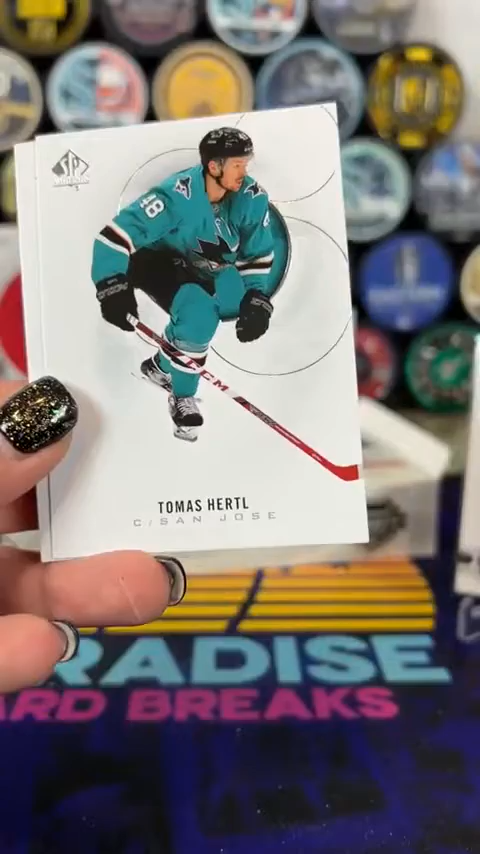 SP
48
CCM
TOMAS HERTL
C/SAN JOSE
RADISE
ARD BREAKS